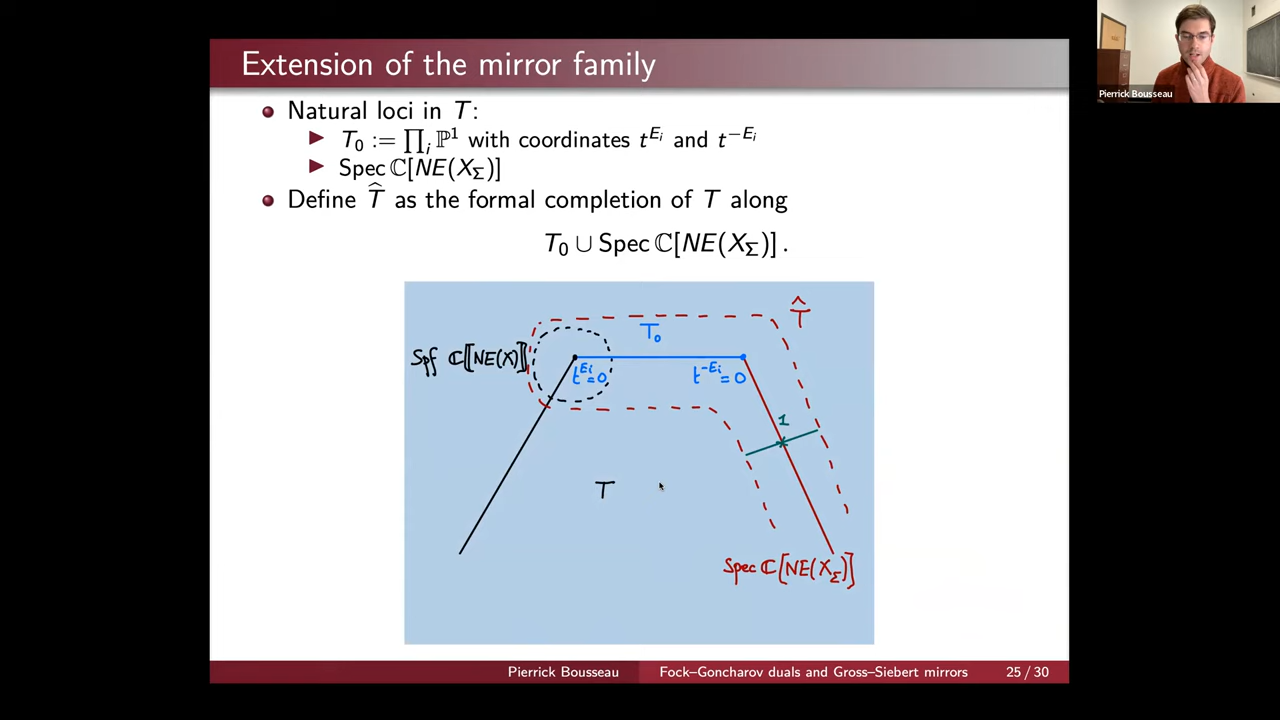 Extension of the mirror family
Pierrick Bousseau
Natural loci in T:
T₀ := ∏ᵢ ℙ¹ with coordinates t^{Eᵢ} and t^{−Eᵢ}
Spec ℂ[NE(X_Σ)]
Define T̂ as the formal completion of T along
T₀ ∪ Spec ℂ[NE(X_Σ)] .
T̂
T₀
Spf ℂ[[NE(X)]]
t^{Eᵢ}=0
t^{-Eᵢ}=0
1
T
Spec ℂ[NE(X_Σ)]
Pierrick Bousseau
Fock–Goncharov duals and Gross–Siebert mirrors
25 / 30